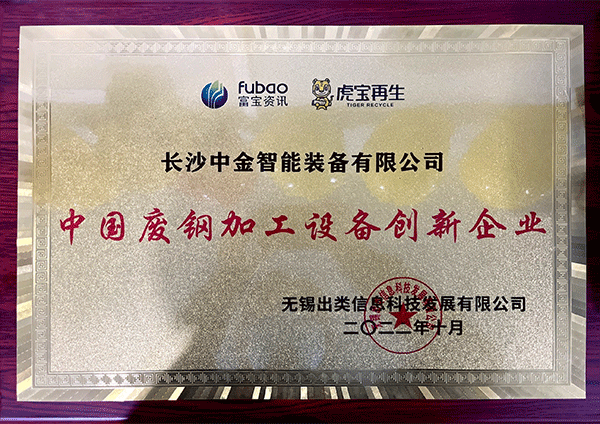 fubao
富宝资讯
虎宝再生
TIGER RECYCLE
长沙中金智能装备有限公司
中国废钢加工设备创新企业
无锡出类信息科技发展有限公司
二〇二二年十月